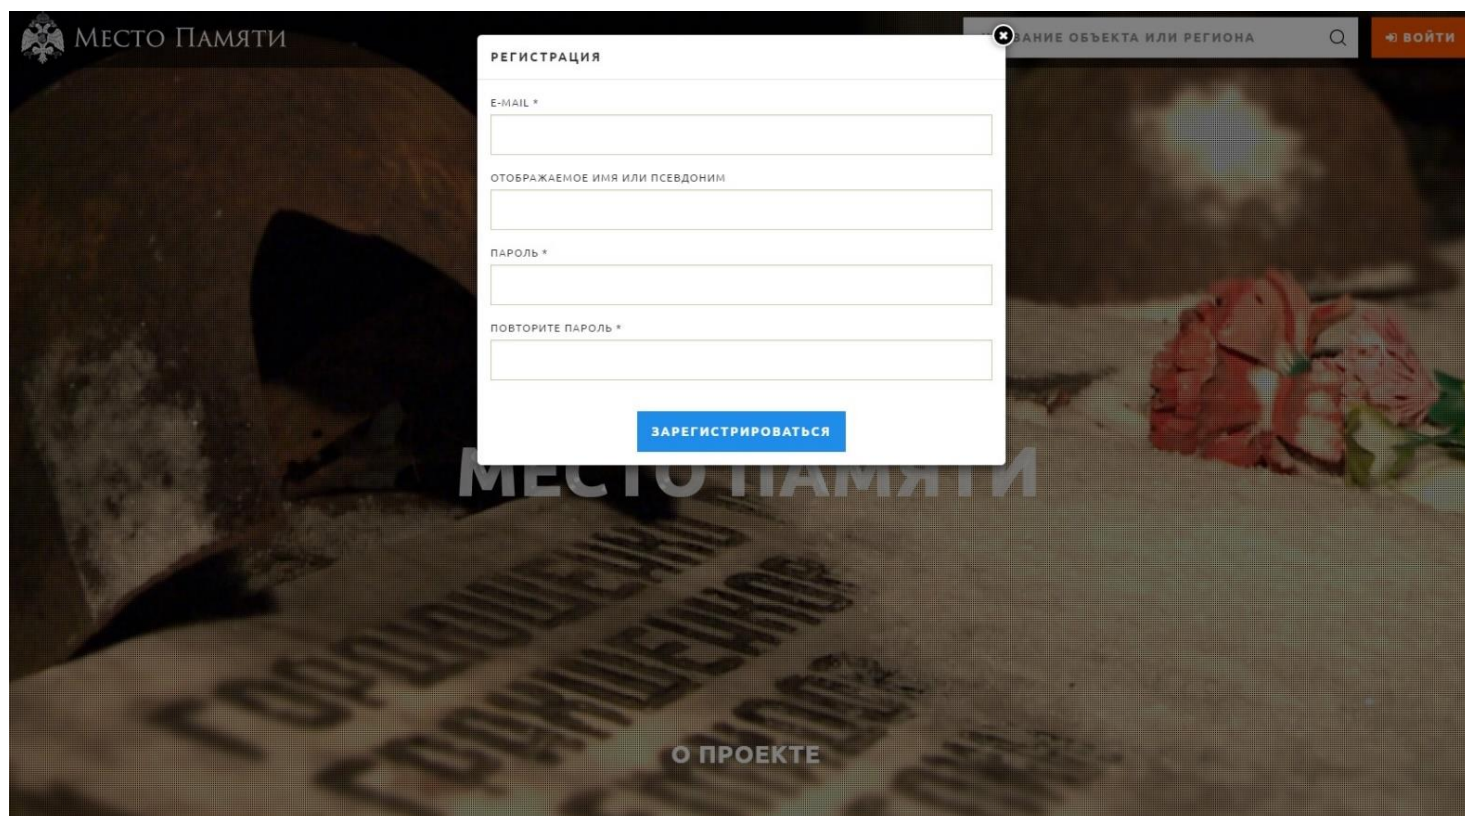 Место Памяти
ВАНИЕ ОБЪЕКТА ИЛИ РЕГИОНА
ВОЙТИ
РЕГИСТРАЦИЯ
E-MAIL *
ОТОБРАЖАЕМОЕ ИМЯ ИЛИ ПСЕВДОНИМ
ПАРОЛЬ *
ПОВТОРИТЕ ПАРОЛЬ *
ЗАРЕГИСТРИРОВАТЬСЯ
МЕСТО ПАМЯТИ
О ПРОЕКТЕ